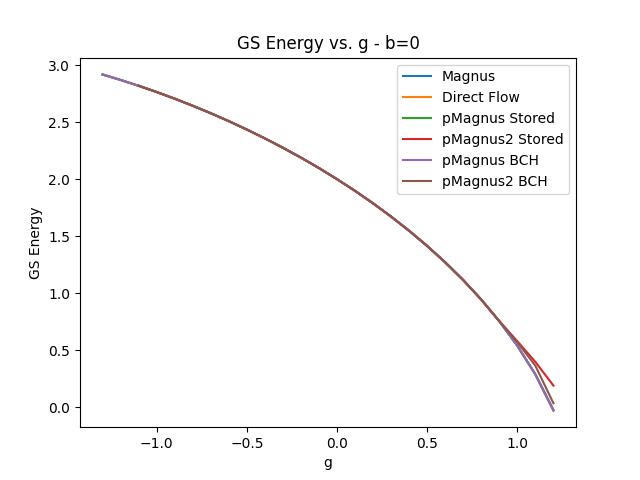 GS Energy vs. g - b=0
Magnus
Direct Flow
pMagnus Stored
pMagnus2 Stored
pMagnus BCH
pMagnus2 BCH
GS Energy
3.0
2.5
2.0
1.5
1.0
0.5
0.0
−1.0 −0.5 0.0 0.5 1.0
g